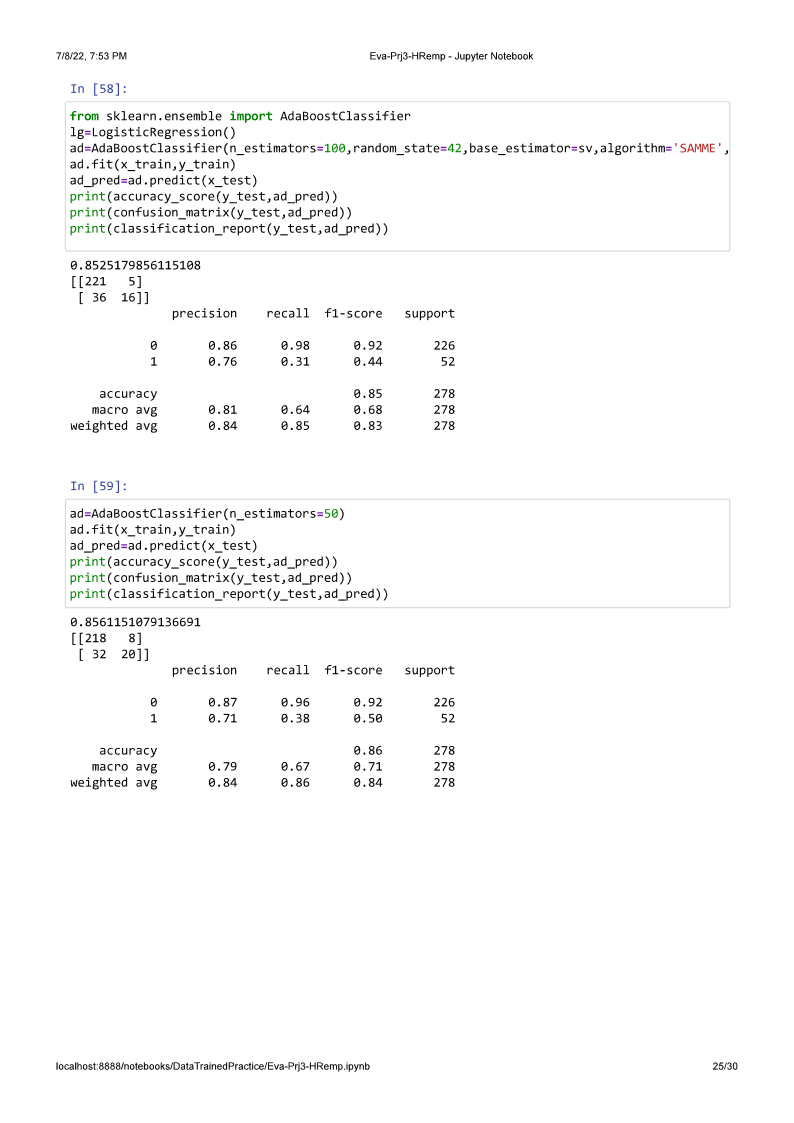 7/8/22, 7:53 PM Eva-Prj3-HRemp - Jupyter Notebook
In [58]:
from sklearn.ensemble import AdaBoostClassifier
lg=LogisticRegression()
ad=AdaBoostClassifier(n_estimators=100,random_state=42,base_estimator=sv,algorithm='SAMME',
ad.fit(x_train,y_train)
ad_pred=ad.predict(x_test)
print(accuracy_score(y_test,ad_pred))
print(confusion_matrix(y_test,ad_pred))
print(classification_report(y_test,ad_pred))
0.8525179856115108
[[221   5]
 [ 36  16]]
              precision    recall  f1-score   support
           0       0.86      0.98      0.92       226
           1       0.76      0.31      0.44        52
    accuracy                           0.85       278
   macro avg       0.81      0.64      0.68       278
weighted avg       0.84      0.85      0.83       278
In [59]:
ad=AdaBoostClassifier(n_estimators=50)
ad.fit(x_train,y_train)
ad_pred=ad.predict(x_test)
print(accuracy_score(y_test,ad_pred))
print(confusion_matrix(y_test,ad_pred))
print(classification_report(y_test,ad_pred))
0.8561151079136691
[[218   8]
 [ 32  20]]
              precision    recall  f1-score   support
           0       0.87      0.96      0.92       226
           1       0.71      0.38      0.50        52
    accuracy                           0.86       278
   macro avg       0.79      0.67      0.71       278
weighted avg       0.84      0.86      0.84       278
localhost:8888/notebooks/DataTrainedPractice/Eva-Prj3-HRemp.ipynb 25/30